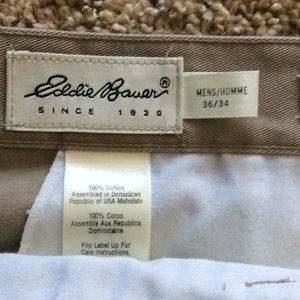 Eddie Bauer®
SINCE 1920
MENS/HOMME
36/34
100% Cotton
Assembled in Dominican
Republic of USA Materials
100% Coton
Assemble Aux Republica
Dominicaine
Flip Label Up For
Care Instructions.